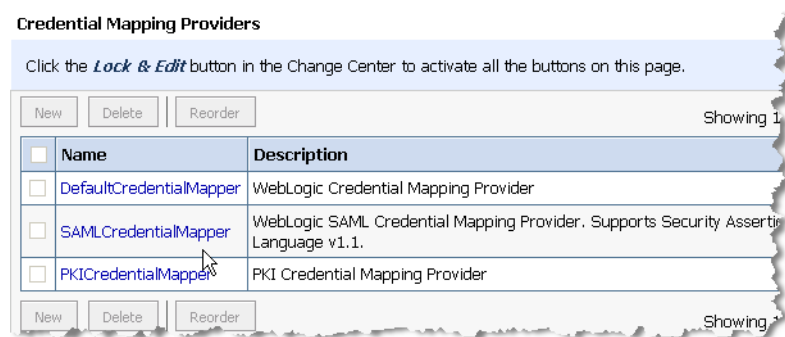 Credential Mapping Providers
Click the Lock & Edit button in the Change Center to activate all the buttons on this page.
New Delete Reorder Showing 1
Name Description
DefaultCredentialMapper WebLogic Credential Mapping Provider
SAMLCredentialMapper WebLogic SAML Credential Mapping Provider. Supports Security
Language v1.1.
PKICredentialMapper PKI Credential Mapping Provider
New Delete Reorder Showing